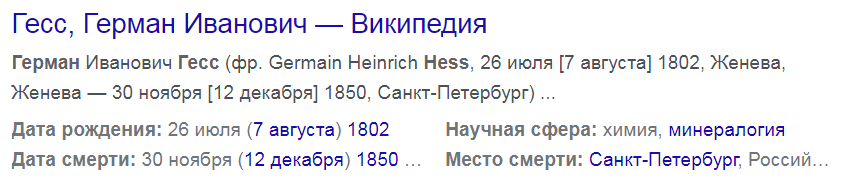 Гесс, Герман Иванович — Википедия
Герман Иванович Гесс (фр. Germain Heinrich Hess, 26 июля [7 августа] 1802, Женева,
Женева — 30 ноября [12 декабря] 1850, Санкт-Петербург) ...
Дата рождения: 26 июля (7 августа) 1802 Научная сфера: химия, минералогия
Дата смерти: 30 ноября (12 декабря) 1850 ... Место смерти: Санкт-Петербург, Россий...